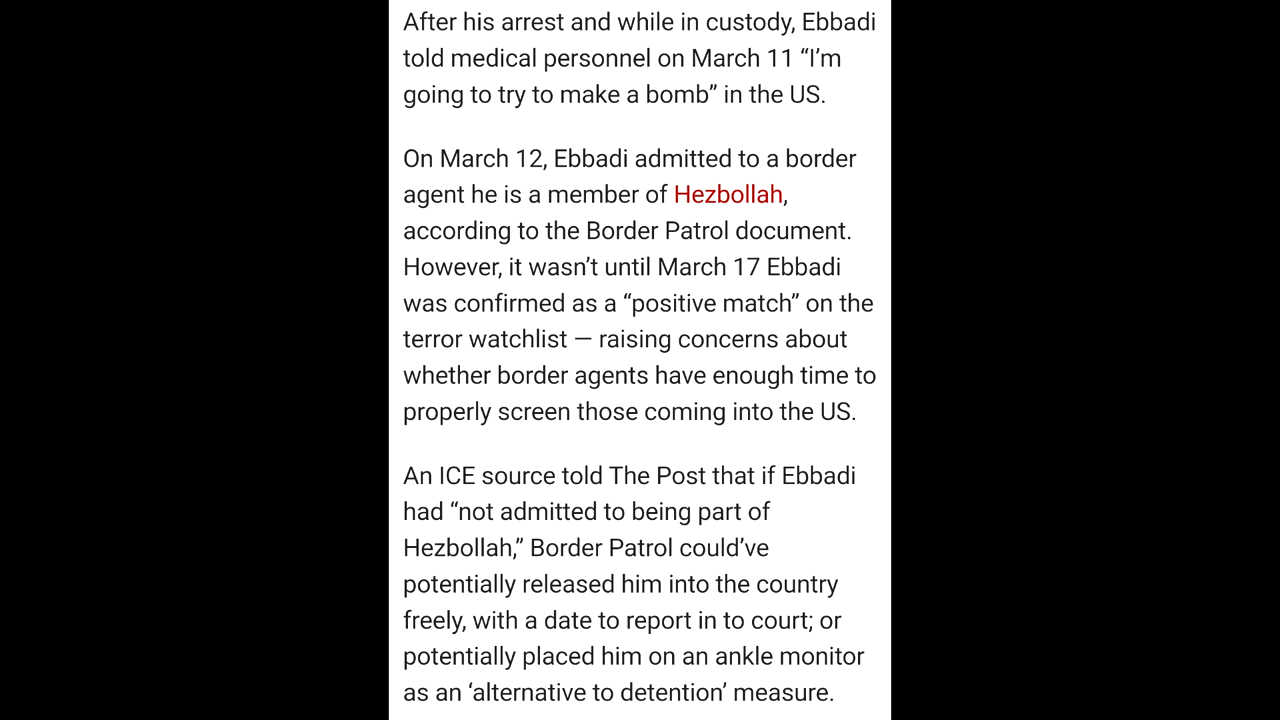 After his arrest and while in custody, Ebbadi
told medical personnel on March 11 “I’m
going to try to make a bomb” in the US.
On March 12, Ebbadi admitted to a border
agent he is a member of Hezbollah,
according to the Border Patrol document.
However, it wasn’t until March 17 Ebbadi
was confirmed as a “positive match” on the
terror watchlist — raising concerns about
whether border agents have enough time to
properly screen those coming into the US.
An ICE source told The Post that if Ebbadi
had “not admitted to being part of
Hezbollah,” Border Patrol could’ve
potentially released him into the country
freely, with a date to report in to court; or
potentially placed him on an ankle monitor
as an ‘alternative to detention’ measure.